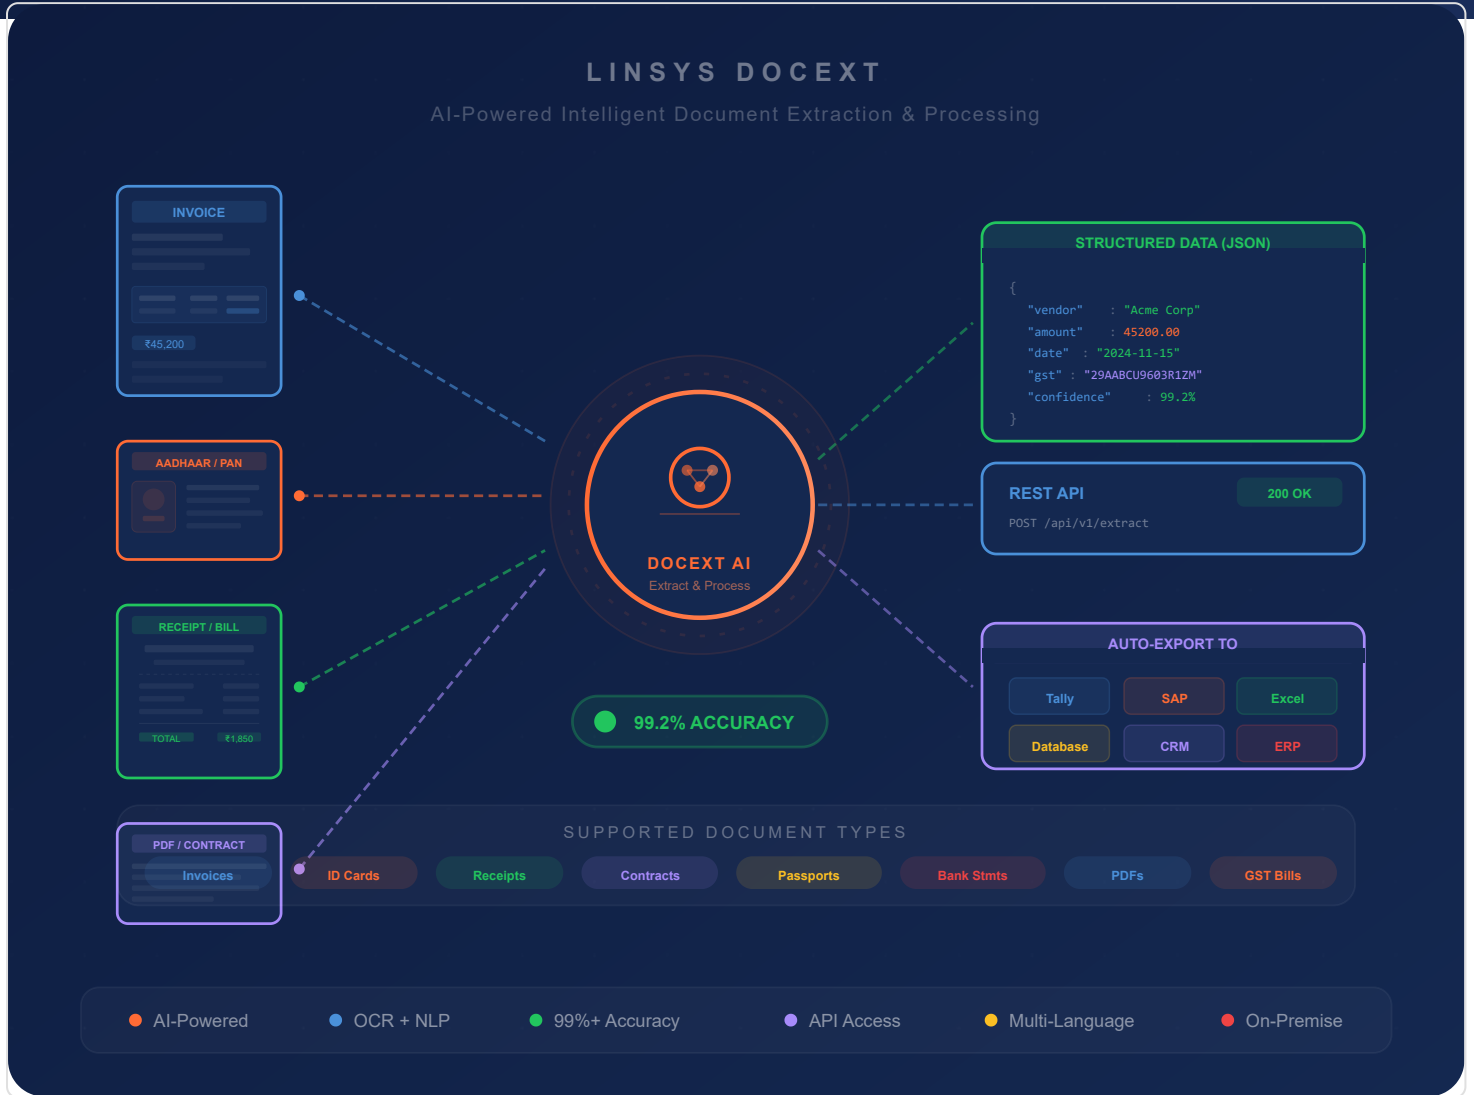 LINSYS DOCEXT
AI-Powered Intelligent Document Extraction & Processing
INVOICE
₹45,200
AADHAAR / PAN
RECEIPT / BILL
TOTAL ₹1,850
PDF / CONTRACT
DOCEXT AI
Extract & Process
99.2% ACCURACY
STRUCTURED DATA (JSON)
{
"vendor" : "Acme Corp"
"amount" : 45200.00
"date" : "2024-11-15"
"gst" : "29AABCU9603R1ZM"
"confidence" : 99.2%
}
REST API 200 OK
POST /api/v1/extract
AUTO-EXPORT TO
Tally SAP Excel
Database CRM ERP
SUPPORTED DOCUMENT TYPES
Invoices ID Cards Receipts Contracts Passports Bank Stmts PDFs GST Bills
AI-Powered OCR + NLP 99%+ Accuracy API Access Multi-Language On-Premise